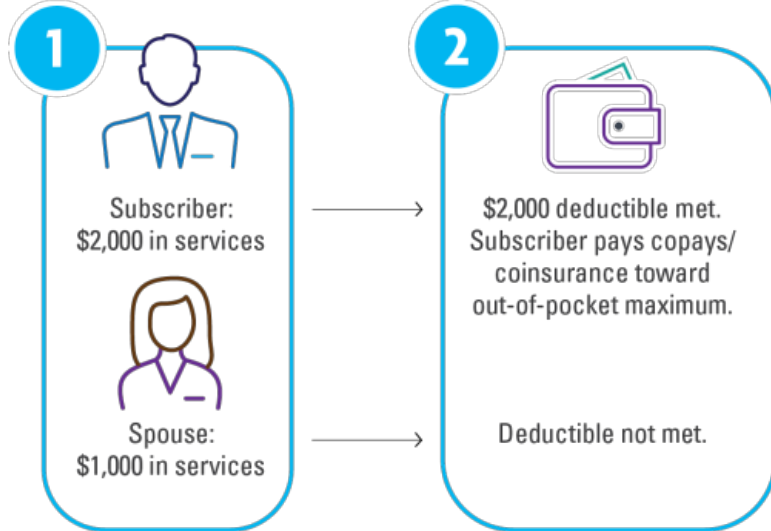 1
Subscriber:
$2,000 in services
Spouse:
$1,000 in services
2
$2,000 deductible met.
Subscriber pays copays/
coinsurance toward
out-of-pocket maximum.
Deductible not met.